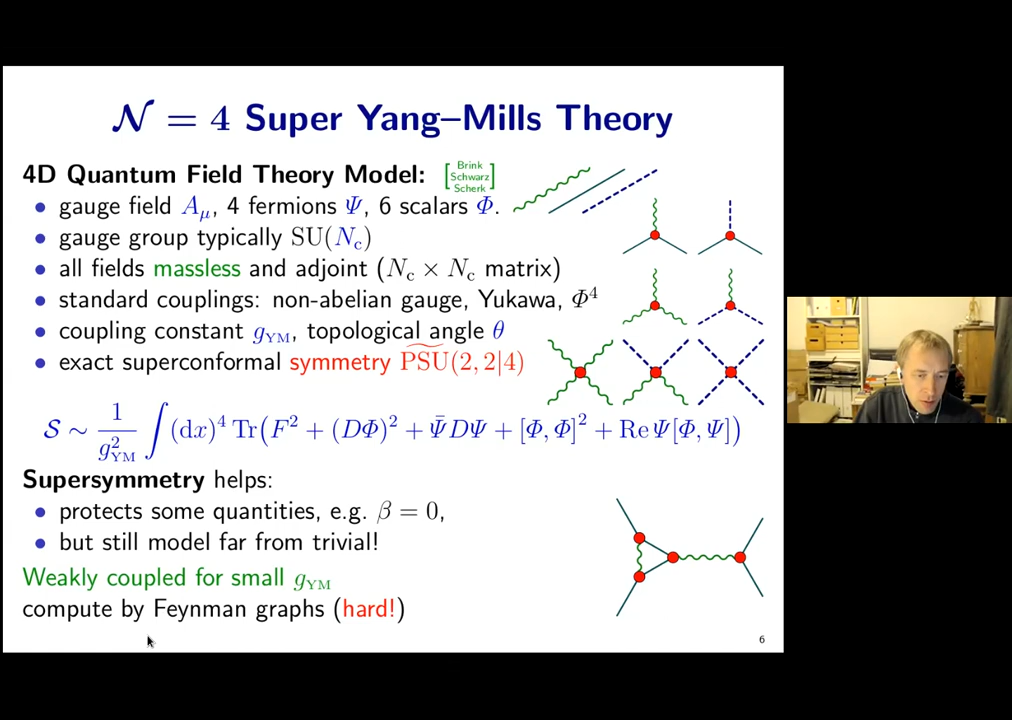 𝒩 = 4 Super Yang–Mills Theory
4D Quantum Field Theory Model: [Brink Schwarz Scherk]
• gauge field A_μ, 4 fermions Ψ, 6 scalars Φ.
• gauge group typically SU(N_c)
• all fields massless and adjoint (N_c × N_c matrix)
• standard couplings: non-abelian gauge, Yukawa, Φ⁴
• coupling constant g_YM, topological angle θ
• exact superconformal symmetry P͠S͠U(2, 2|4)
𝒮 ∼ 1/g²_YM ∫ (dx)⁴ Tr(F² + (DΦ)² + Ψ̄DΨ + [Φ, Φ]² + Re Ψ[Φ, Ψ])
Supersymmetry helps:
• protects some quantities, e.g. β = 0,
• but still model far from trivial!
Weakly coupled for small g_YM
compute by Feynman graphs (hard!)
6